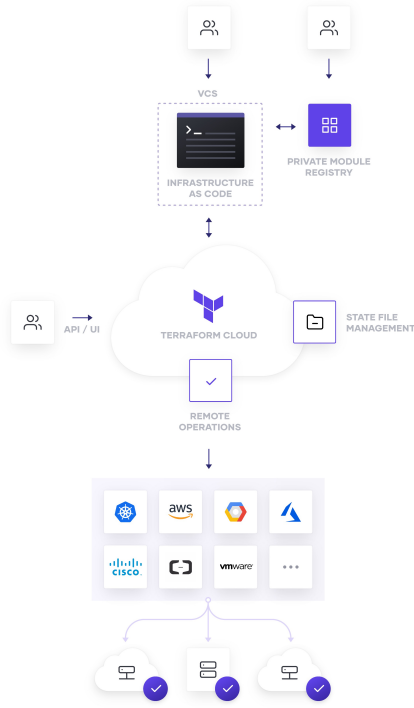 VCS
INFRASTRUCTURE
AS CODE
PRIVATE MODULE
REGISTRY
API / UI
TERRAFORM CLOUD
STATE FILE
MANAGEMENT
REMOTE
OPERATIONS
aws
CISCO
vmware